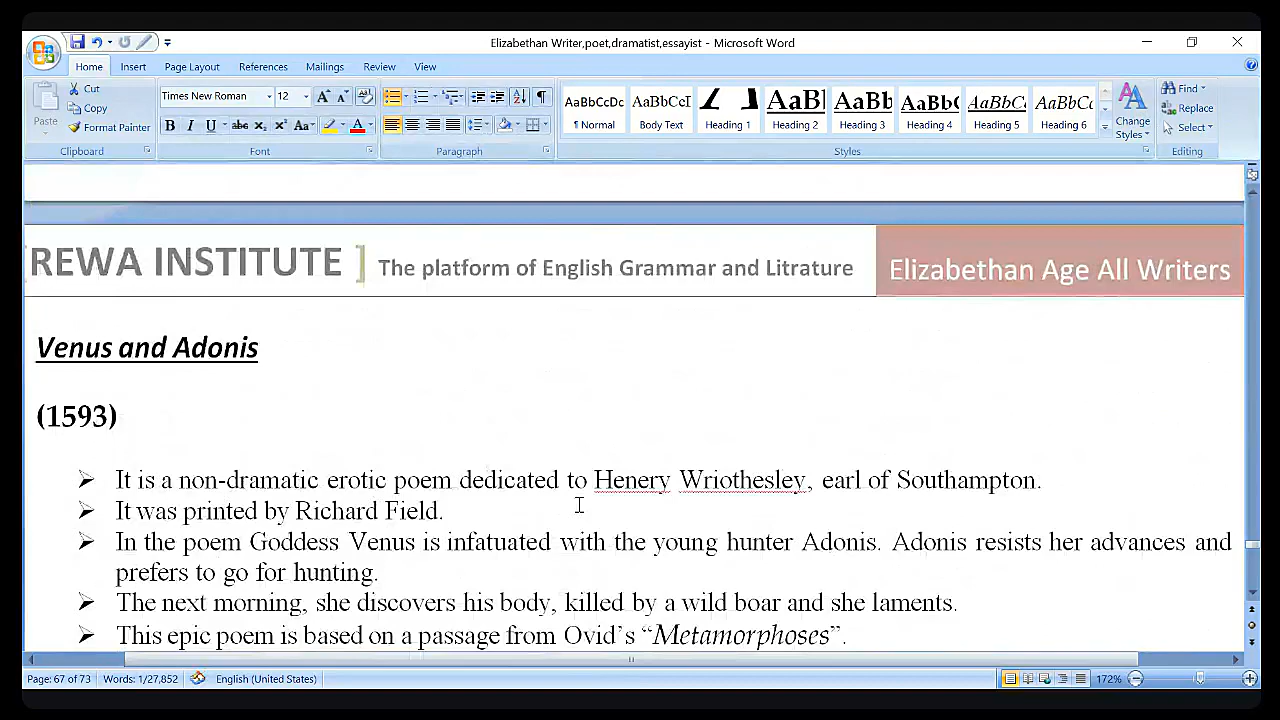 Elizabethan Writer,poet,dramatist,essayist - Microsoft Word
Home Insert Page Layout References Mailings Review View
Paste
Cut
Copy
Format Painter
Clipboard
Times New Roman 12
Font
Paragraph
AaBbCcDc AaBbCcI AaB AaBb AaBbC AaBbC AaBbCc
¶ Normal Body Text Heading 1 Heading 2 Heading 3 Heading 4 Heading 5 Heading 6
Styles
Change Styles
Find
Replace
Select
Editing
REWA INSTITUTE ] The platform of English Grammar and Litrature Elizabethan Age All Writers
Venus and Adonis
(1593)
It is a non-dramatic erotic poem dedicated to Henery Wriothesley, earl of Southampton.
It was printed by Richard Field.
In the poem Goddess Venus is infatuated with the young hunter Adonis. Adonis resists her advances and
prefers to go for hunting.
The next morning, she discovers his body, killed by a wild boar and she laments.
This epic poem is based on a passage from Ovid’s “Metamorphoses”.
Page: 67 of 73 Words: 1/27,852 English (United States) 172%